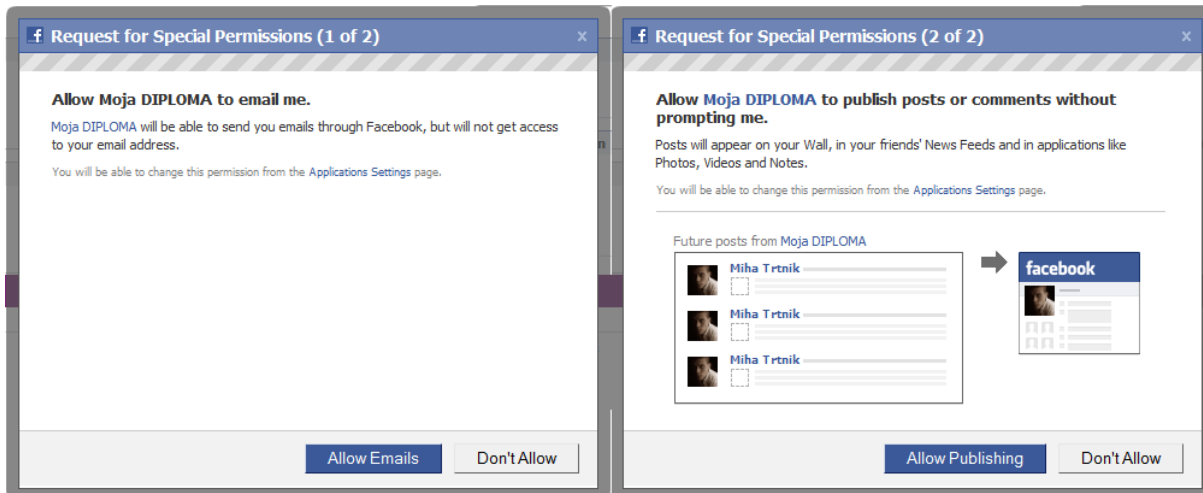 f Request for Special Permissions (1 of 2) x
Allow Moja DIPLOMA to email me.
Moja DIPLOMA will be able to send you emails through Facebook, but will not get access
to your email address.
You will be able to change this permission from the Applications Settings page.
Allow Emails
Don't Allow
f Request for Special Permissions (2 of 2) x
Allow Moja DIPLOMA to publish posts or comments without
prompting me.
Posts will appear on your Wall, in your friends' News Feeds and in applications like
Photos, Videos and Notes.
You will be able to change this permission from the Applications Settings page.
Future posts from Moja DIPLOMA
Miha Trtnik
Miha Trtnik
Miha Trtnik
facebook
Allow Publishing
Don't Allow